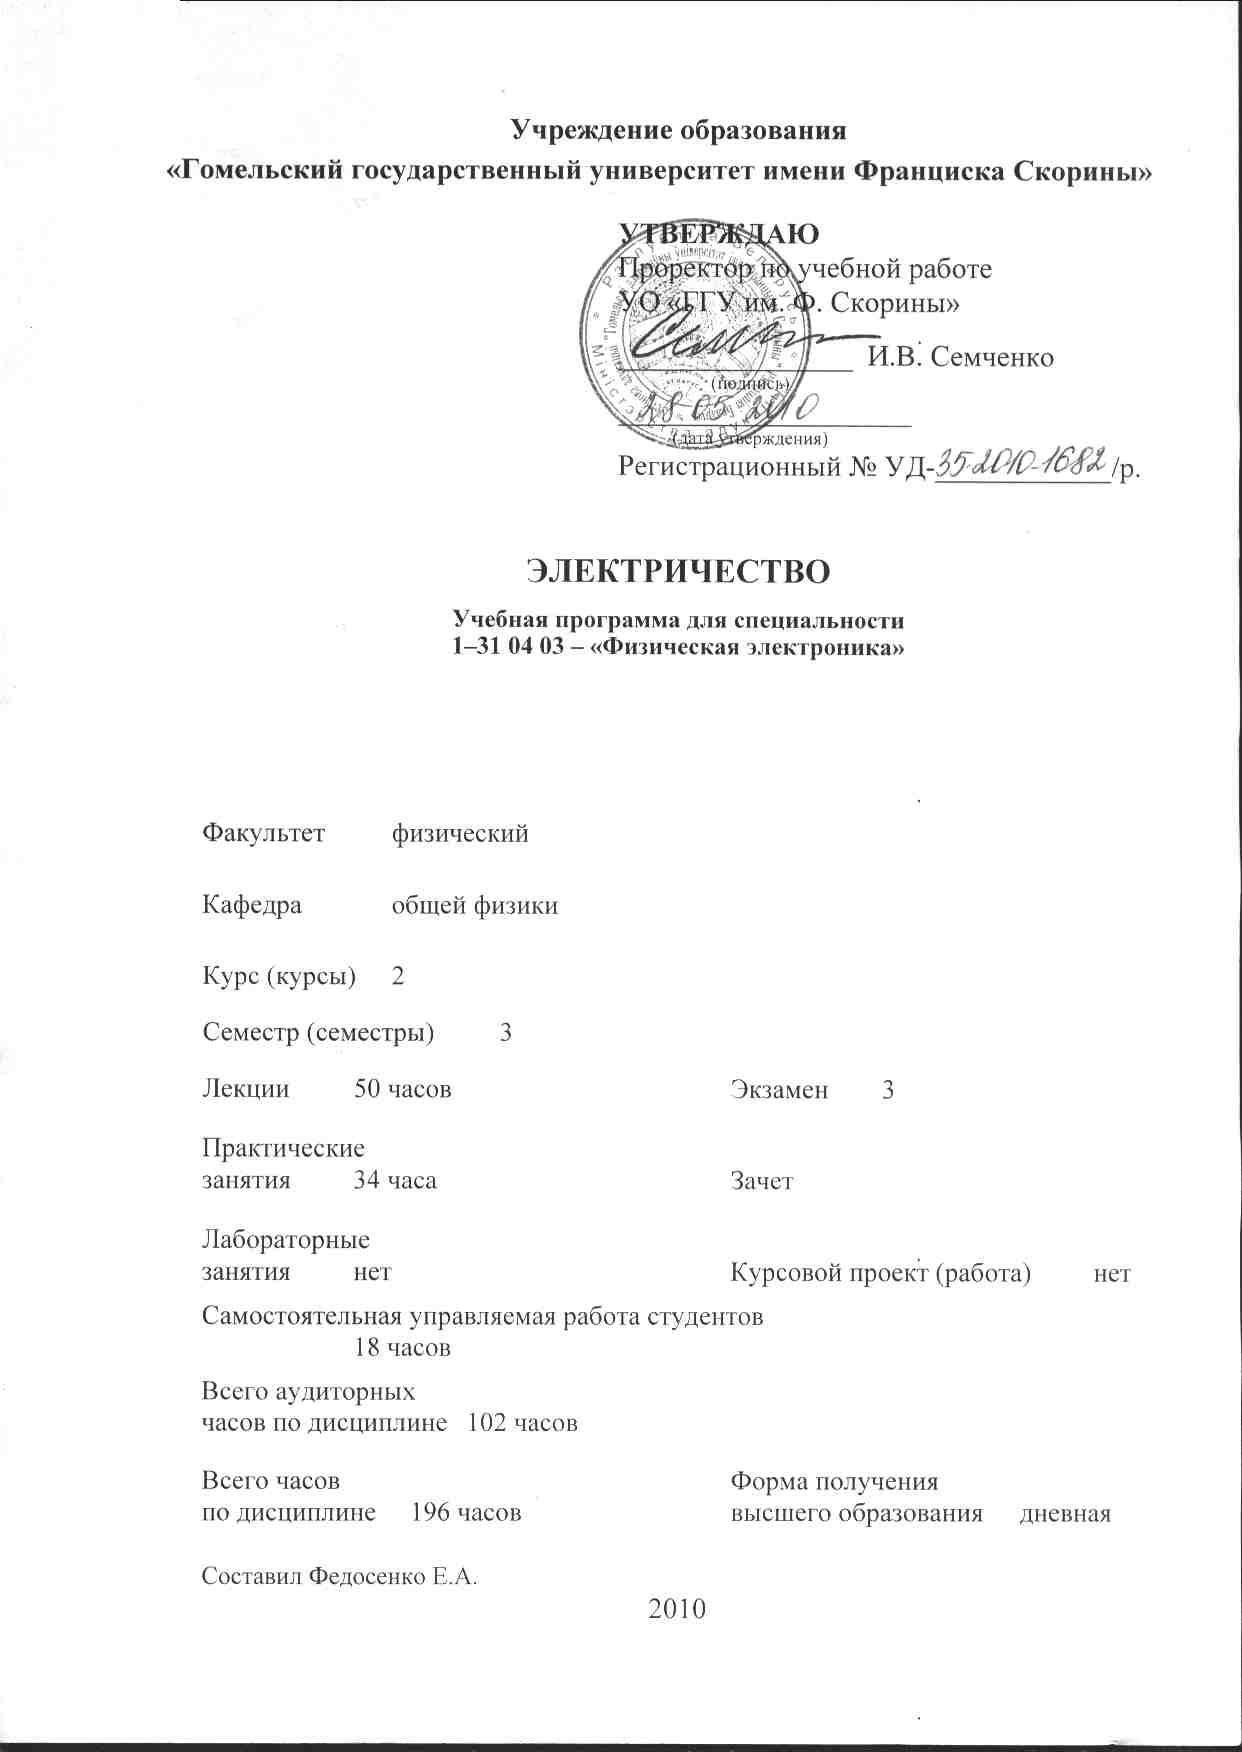 Учреждение образования
«Гомельский государственный университет имени Франциска Скорины»
УТВЕРЖДАЮ
Проректор по учебной работе
УО «ГГУ им. Ф. Скорины»
И.В. Семченко
(подпись)
28 05 2010
(дата утверждения)
Регистрационный № УД-35-2010-1682/р.
ЭЛЕКТРИЧЕСТВО
Учебная программа для специальности
1–31 04 03 – «Физическая электроника»
Факультет физический
Кафедра общей физики
Курс (курсы) 2
Семестр (семестры) 3
Лекции 50 часов Экзамен 3
Практические
занятия 34 часа Зачет
Лабораторные
занятия нет Курсовой проект (работа) нет
Самостоятельная управляемая работа студентов
18 часов
Всего аудиторных
часов по дисциплине 102 часов
Всего часов Форма получения
по дисциплине 196 часов высшего образования дневная
Составил Федосенко Е.А.
2010